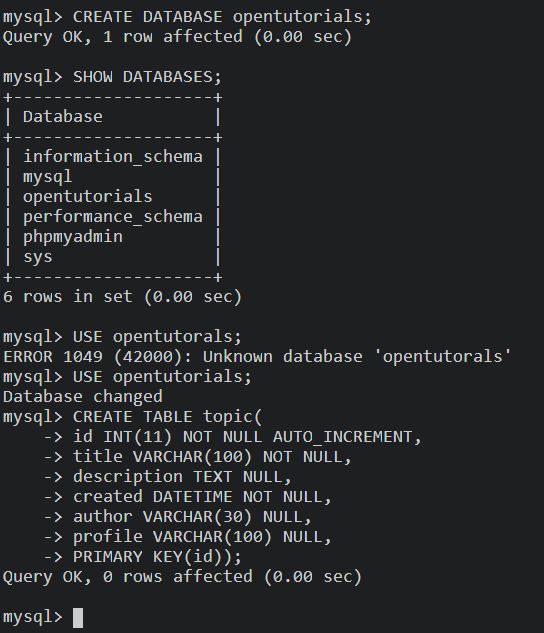 mysql> CREATE DATABASE opentutorials;
Query OK, 1 row affected (0.00 sec)

mysql> SHOW DATABASES;
+--------------------+
| Database           |
+--------------------+
| information_schema |
| mysql              |
| opentutorials      |
| performance_schema |
| phpmyadmin         |
| sys                |
+--------------------+
6 rows in set (0.00 sec)

mysql> USE opentutorals;
ERROR 1049 (42000): Unknown database 'opentutorals'
mysql> USE opentutorials;
Database changed
mysql> CREATE TABLE topic(
    -> id INT(11) NOT NULL AUTO_INCREMENT,
    -> title VARCHAR(100) NOT NULL,
    -> description TEXT NULL,
    -> created DATETIME NOT NULL,
    -> author VARCHAR(30) NULL,
    -> profile VARCHAR(100) NULL,
    -> PRIMARY KEY(id));
Query OK, 0 rows affected (0.00 sec)

mysql>